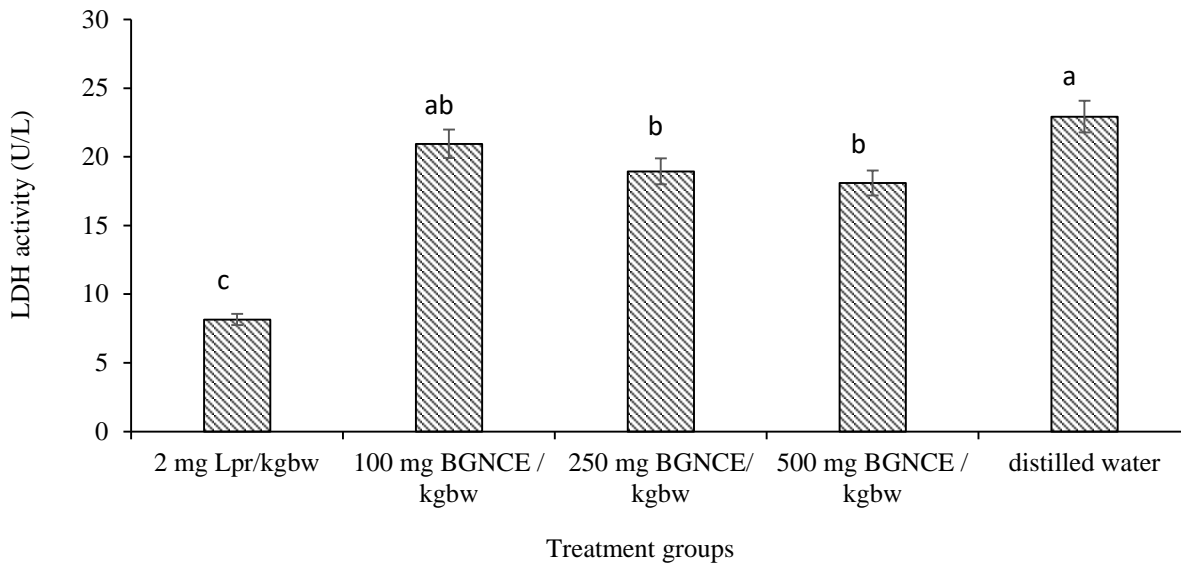 30
25
20
15
10
5
0
LDH activity (U/L)
c
ab
b
b
a
2 mg Lpr/kgbw
100 mg BGNCE /
kgbw
250 mg BGNCE/
kgbw
500 mg BGNCE /
kgbw
distilled water
Treatment groups